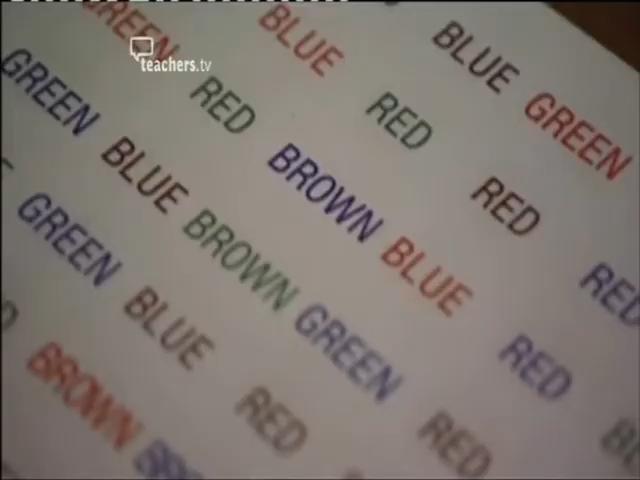 teachers.tv
BLUE GREEN
BLUE RED RED RED
GREEN RED BROWN BLUE RED
GREEN BLUE BROWN GREEN RED
GREEN BLUE RED
BROWN